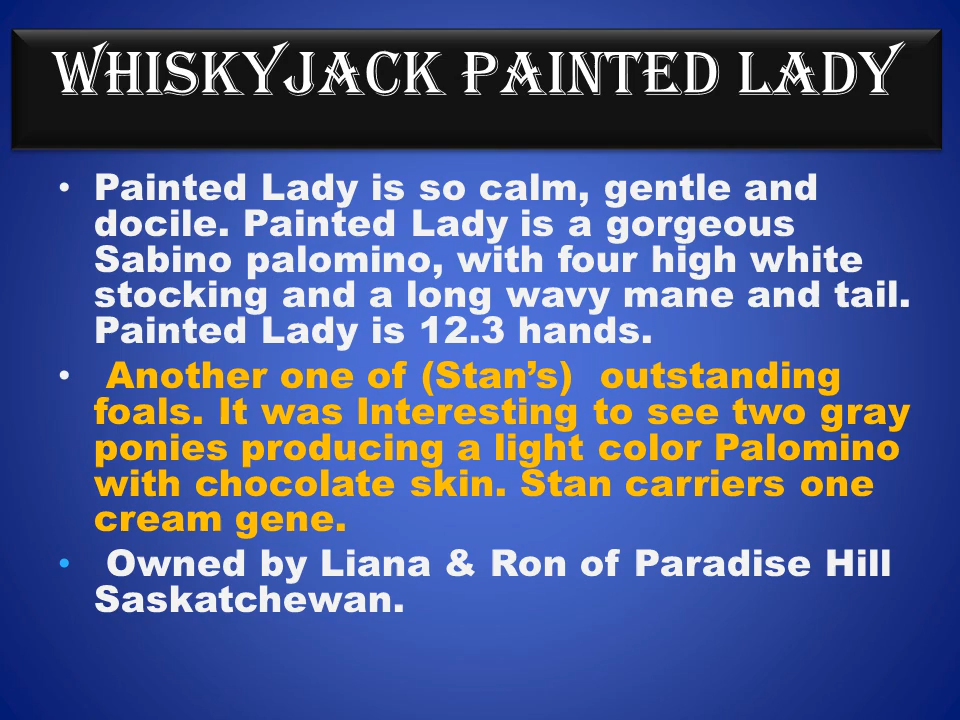 WHISKYJACK PAINTED LADY
• Painted Lady is so calm, gentle and
docile. Painted Lady is a gorgeous
Sabino palomino, with four high white
stocking and a long wavy mane and tail.
Painted Lady is 12.3 hands.
• Another one of (Stan’s) outstanding
foals. It was Interesting to see two gray
ponies producing a light color Palomino
with chocolate skin. Stan carriers one
cream gene.
• Owned by Liana & Ron of Paradise Hill
Saskatchewan.